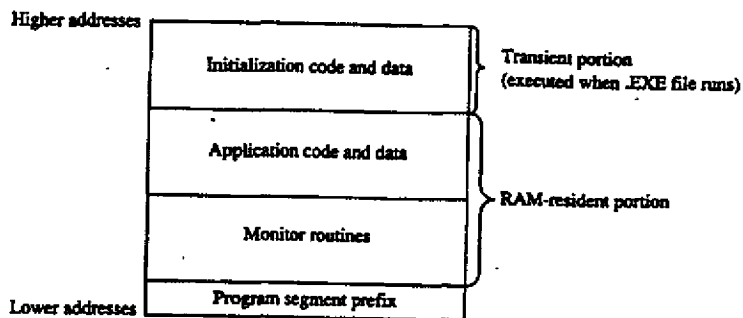 Higher addresses
Initialization code and data
Transient portion
(executed when .EXE file runs)
Application code and data
RAM-resident portion
Monitor routines
Program segment prefix
Lower addresses